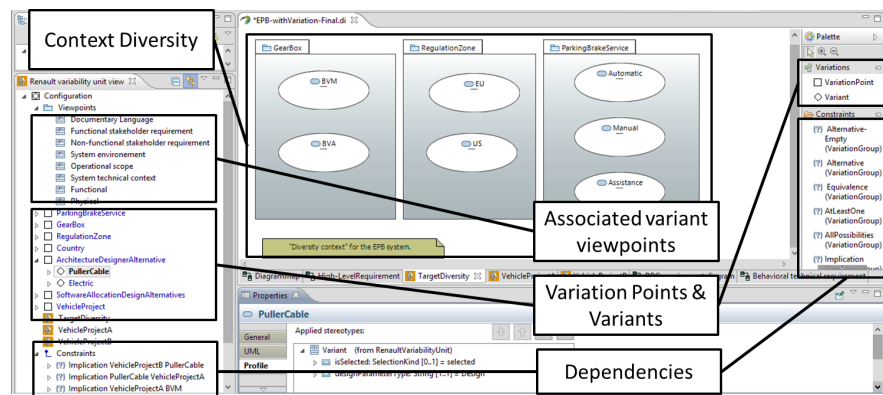 *EPB-withVariation-Final.di
Context Diversity
Palette
GearBox
RegulationZone
ParkingBrakeService
Variations
VariationPoint
Variant
BVM
EU
Automatic
BVA
US
Manual
Assistance
Constraints
Alternative-
Empty
(VariationGroup)
Alternative
(VariationGroup)
Equivalence
(VariationGroup)
AtLeastOne
(VariationGroup)
AllPossibilities
(VariationGroup)
Implication
(VariationGroup)
Renault variability unit view
Configuration
Viewpoints
Documentary Language
Functional stakeholder requirement
Non-functional stakeholder requirement
System environement
Operational scope
System technical context
Functional
Physical
ParkingBrakeService
GearBox
RegulationZone
Country
ArchitectureDesignerAlternative
PullerCable
Electric
SoftwareAllocationDesignAlternatives
VehicleProject
TargetDiversity
VehicleProjectA
VehicleProjectB
Constraints
Implication VehicleProjectB PullerCable
Implication PullerCable VehicleProjectA
Implication VehicleProjectA BVM
Associated variant
viewpoints
"Diversity context" for the EPB system.
DiagramMap High-LevelRequirement TargetDiversity VehicleProjectA Behavioral technical requirement
Variation Points &
Variants
Properties
PullerCable
General
UML
Profile
Applied stereotypes:
Variant (from RenaultVariabilityUnit)
isSelected: SelectionKind [0..1] = selected
designParameterType: String [1..1] = Design
Dependencies